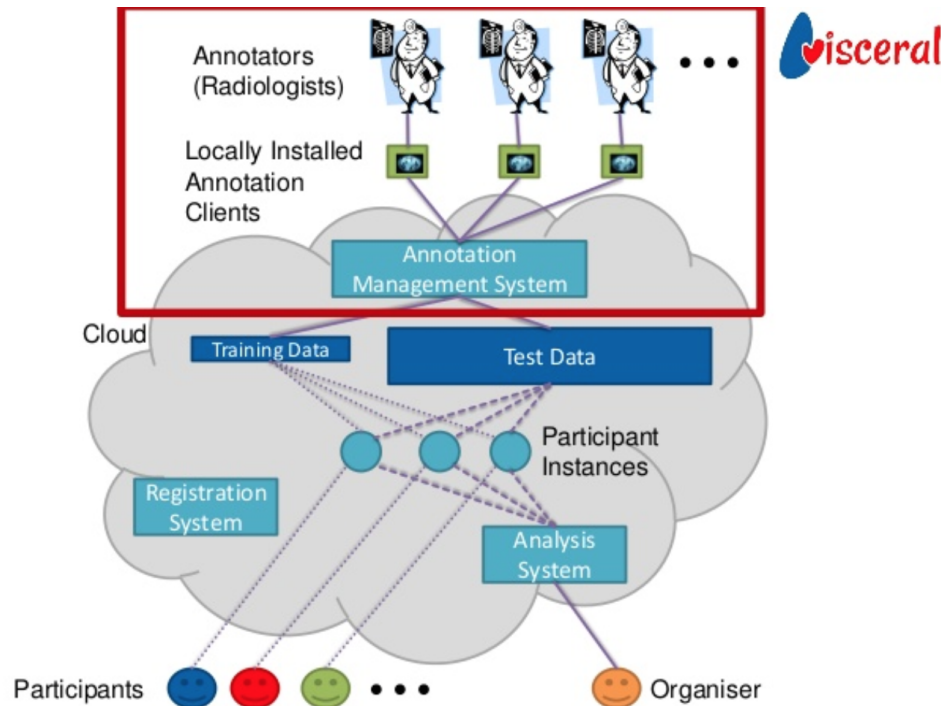 Annotators
(Radiologists)
visceral
Locally Installed
Annotation
Clients
Annotation
Management System
Cloud
Training Data
Test Data
Participant
Instances
Registration
System
Analysis
System
Participants
Organiser